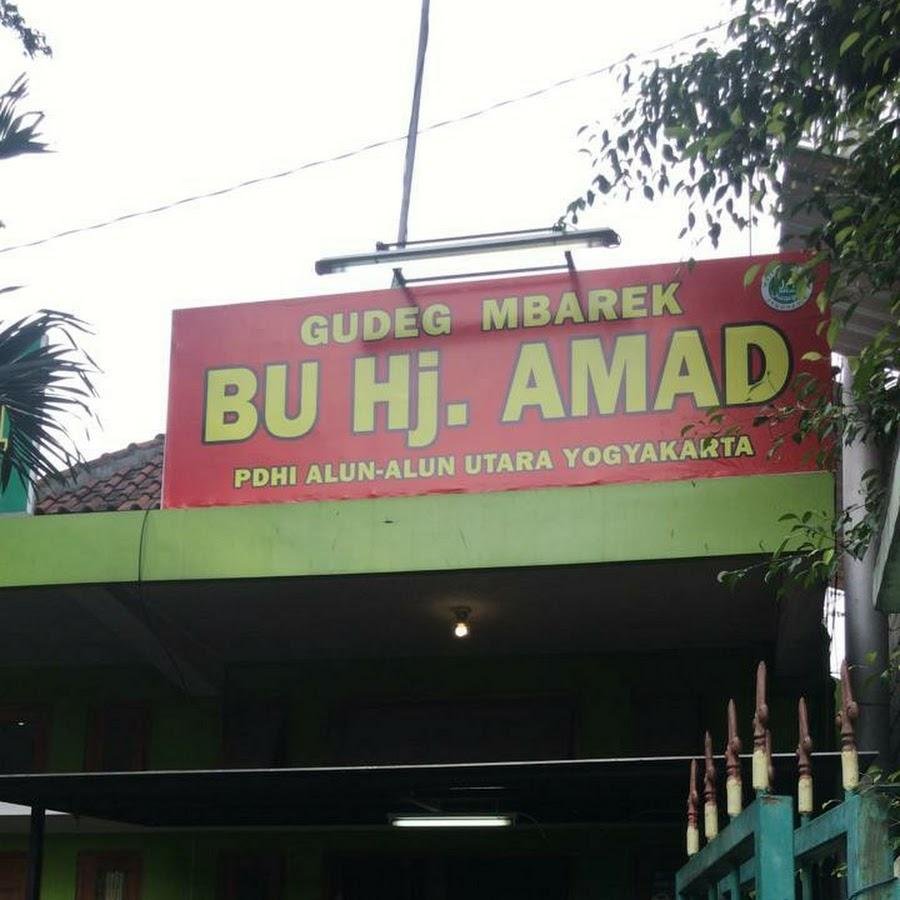 GUDEG MBAREK
BU Hj. AMAD
PDHI ALUN-ALUN UTARA YOGYAKARTA